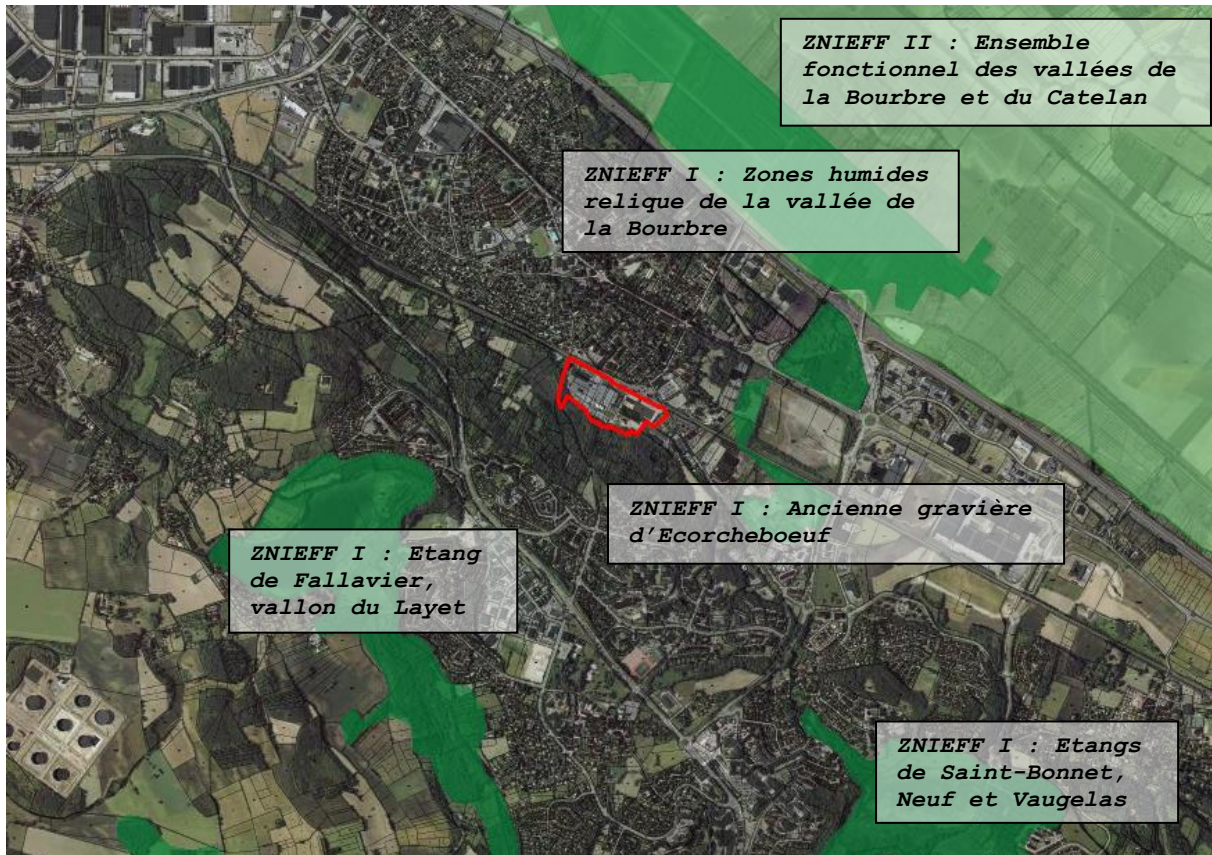 ZNIEFF II : Ensemble
fonctionnel des vallées de
la Bourbre et du Catelan
ZNIEFF I : Zones humides
relique de la vallée de
la Bourbre
ZNIEFF I : Ancienne gravière
d'Ecorcheboeuf
ZNIEFF I : Etang
de Fallavier,
vallon du Layet
ZNIEFF I : Etangs
de Saint-Bonnet,
Neuf et Vaugelas